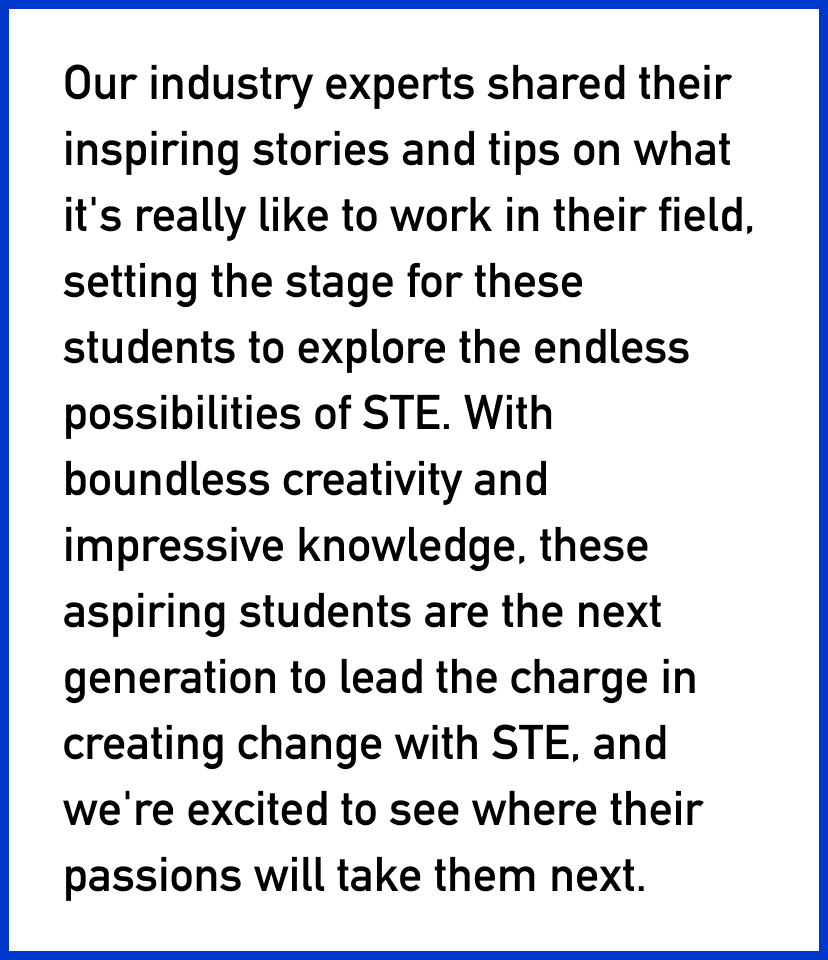 Our industry experts shared their
inspiring stories and tips on what
it's really like to work in their field,
setting the stage for these
students to explore the endless
possibilities of STE. With
boundless creativity and
impressive knowledge, these
aspiring students are the next
generation to lead the charge in
creating change with STE, and
we're excited to see where their
passions will take them next.